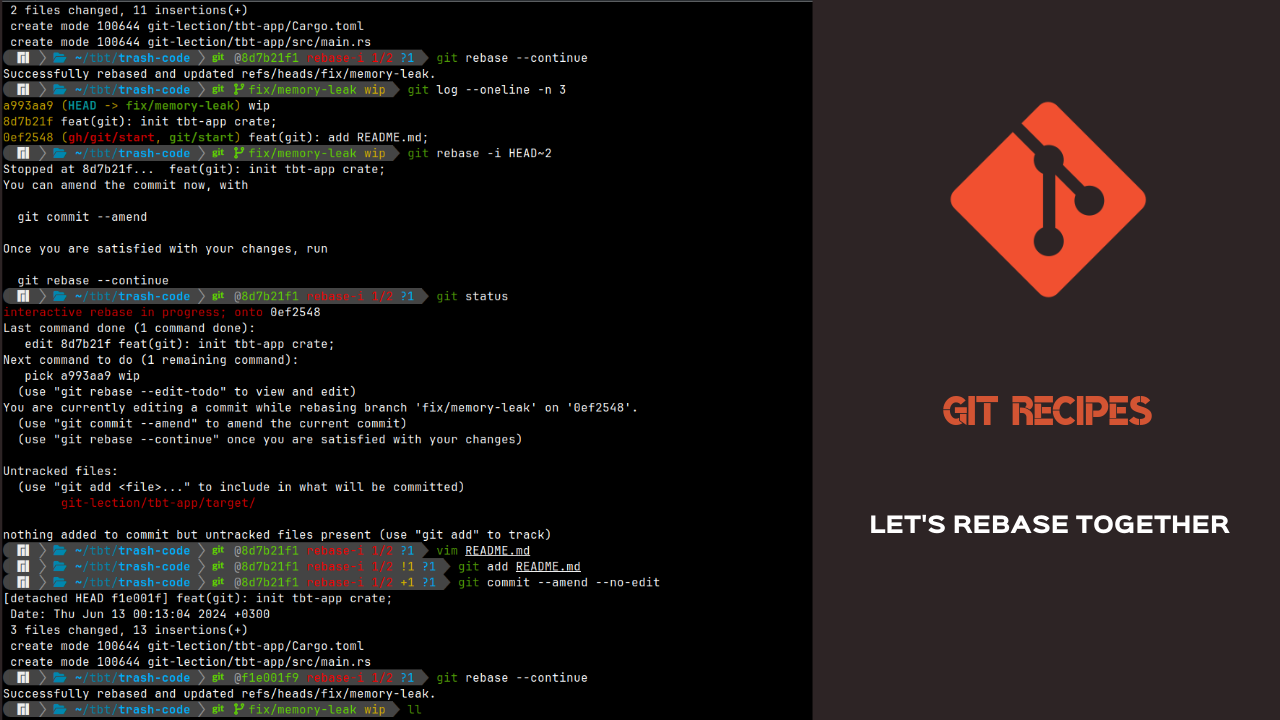 2 files changed, 11 insertions(+)
 create mode 100644 git-lection/tbt-app/Cargo.toml
 create mode 100644 git-lection/tbt-app/src/main.rs
~/tbt/trash-code git @8d7b21f1 rebase-i 1/2 ?1 git rebase --continue
Successfully rebased and updated refs/heads/fix/memory-leak.
~/tbt/trash-code git fix/memory-leak wip git log --oneline -n 3
a993aa9 (HEAD -> fix/memory-leak) wip
8d7b21f feat(git): init tbt-app crate;
0ef2548 (gh/git/start, git/start) feat(git): add README.md;
~/tbt/trash-code git fix/memory-leak wip git rebase -i HEAD~2
Stopped at 8d7b21f...  feat(git): init tbt-app crate;
You can amend the commit now, with
  git commit --amend
Once you are satisfied with your changes, run
  git rebase --continue
~/tbt/trash-code git @8d7b21f1 rebase-i 1/2 ?1 git status
interactive rebase in progress; onto 0ef2548
Last command done (1 command done):
   edit 8d7b21f feat(git): init tbt-app crate;
Next command to do (1 remaining command):
   pick a993aa9 wip
  (use "git rebase --edit-todo" to view and edit)
You are currently editing a commit while rebasing branch 'fix/memory-leak' on '0ef2548'.
  (use "git commit --amend" to amend the current commit)
  (use "git rebase --continue" once you are satisfied with your changes)
Untracked files:
  (use "git add <file>..." to include in what will be committed)
        git-lection/tbt-app/target/
nothing added to commit but untracked files present (use "git add" to track)
~/tbt/trash-code git @8d7b21f1 rebase-i 1/2 ?1 vim README.md
~/tbt/trash-code git @8d7b21f1 rebase-i 1/2 !1 ?1 git add README.md
~/tbt/trash-code git @8d7b21f1 rebase-i 1/2 +1 ?1 git commit --amend --no-edit
[detached HEAD f1e001f] feat(git): init tbt-app crate;
 Date: Thu Jun 13 00:13:04 2024 +0300
 3 files changed, 13 insertions(+)
 create mode 100644 git-lection/tbt-app/Cargo.toml
 create mode 100644 git-lection/tbt-app/src/main.rs
~/tbt/trash-code git @f1e001f9 rebase-i 1/2 ?1 git rebase --continue
Successfully rebased and updated refs/heads/fix/memory-leak.
~/tbt/trash-code git fix/memory-leak wip ll
GIT RECIPES
LET'S REBASE TOGETHER